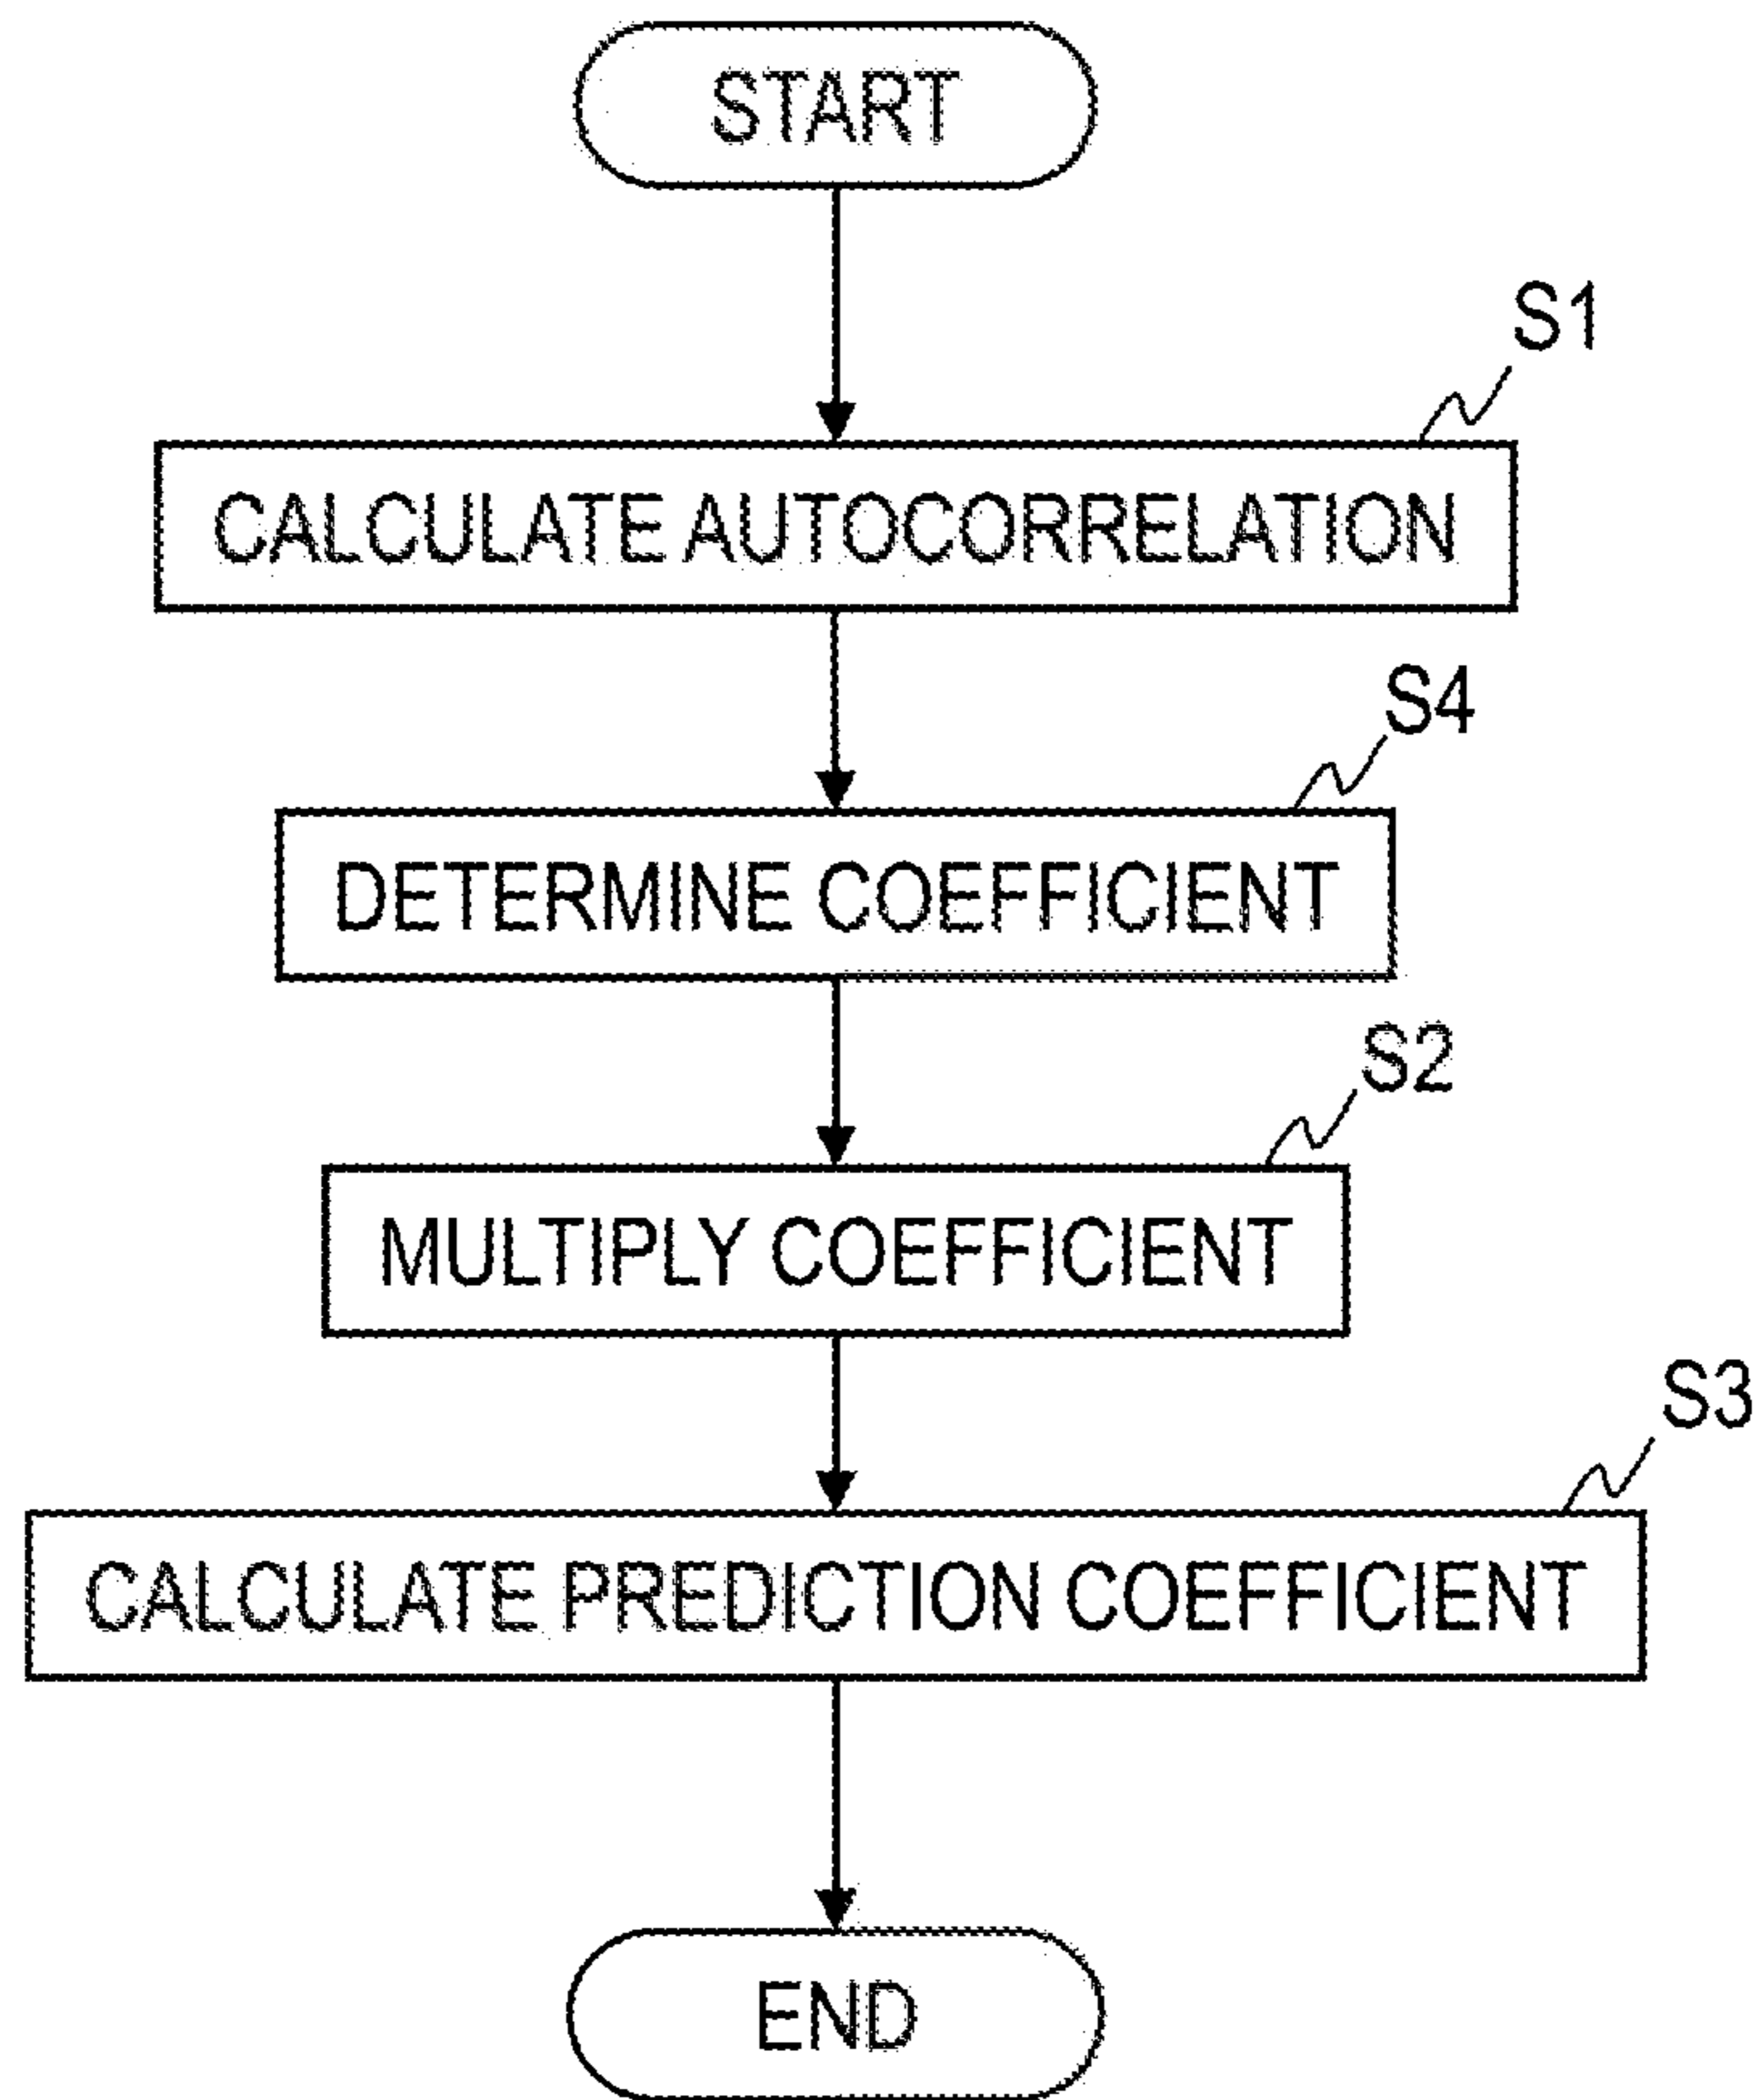 START
S1
CALCULATE AUTOCORRELATION
S4
DETERMINE COEFFICIENT
S2
MULTIPLY COEFFICIENT
S3
CALCULATE PREDICTION COEFFICIENT
END